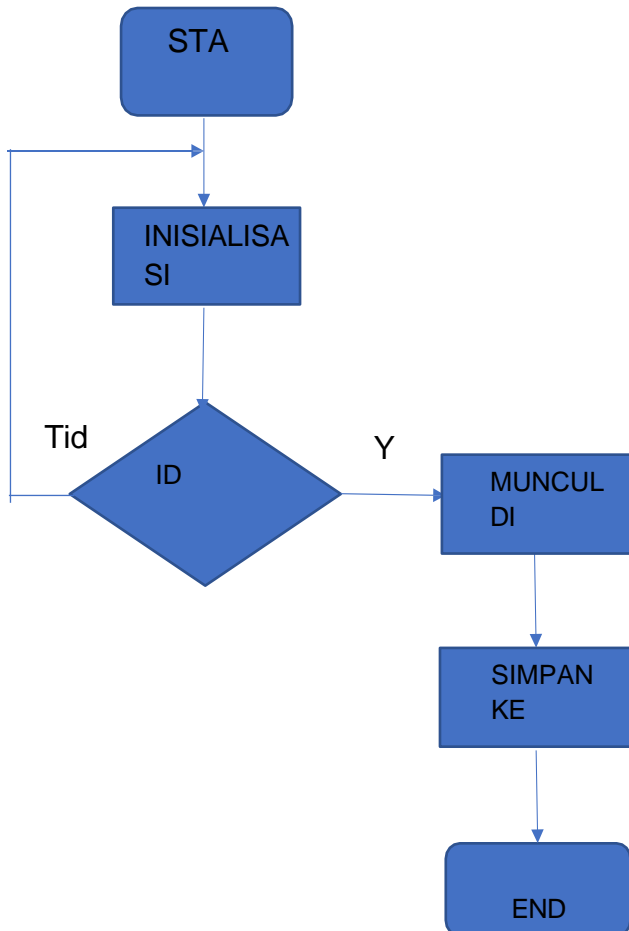 STA
INISIALISA
SI
Tid
ID
Y
MUNCUL
DI
SIMPAN
KE
END